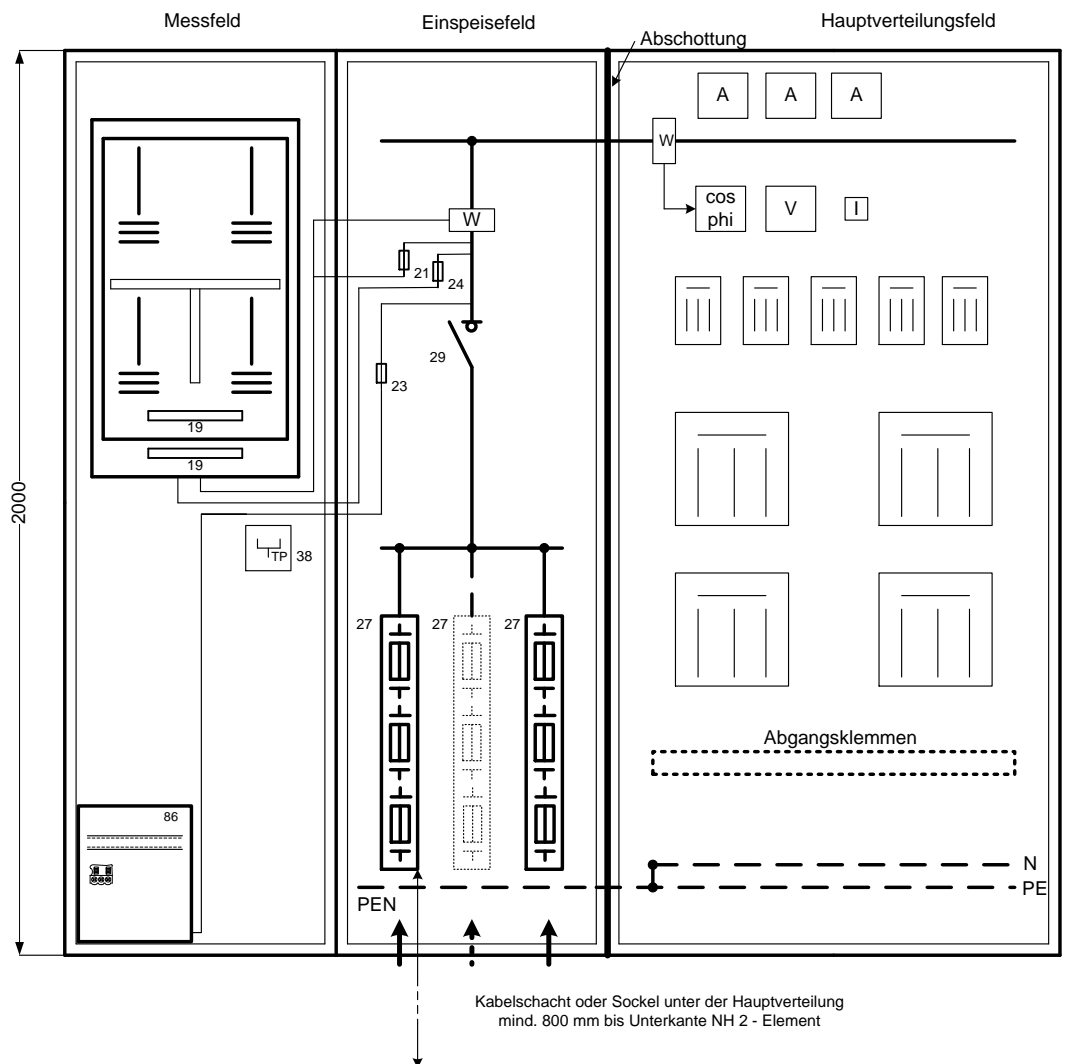 Messfeld
Einspeisefeld
Hauptverteilungsfeld
Abschottung
A A A
W
W
cos
phi
V
I
21
24
29
23
19
19
2000
TP 38
27 27 27
Abgangsklemmen
86
N
PE
PEN
Kabelschacht oder Sockel unter der Hauptverteilung
mind. 800 mm bis Unterkante NH 2 - Element